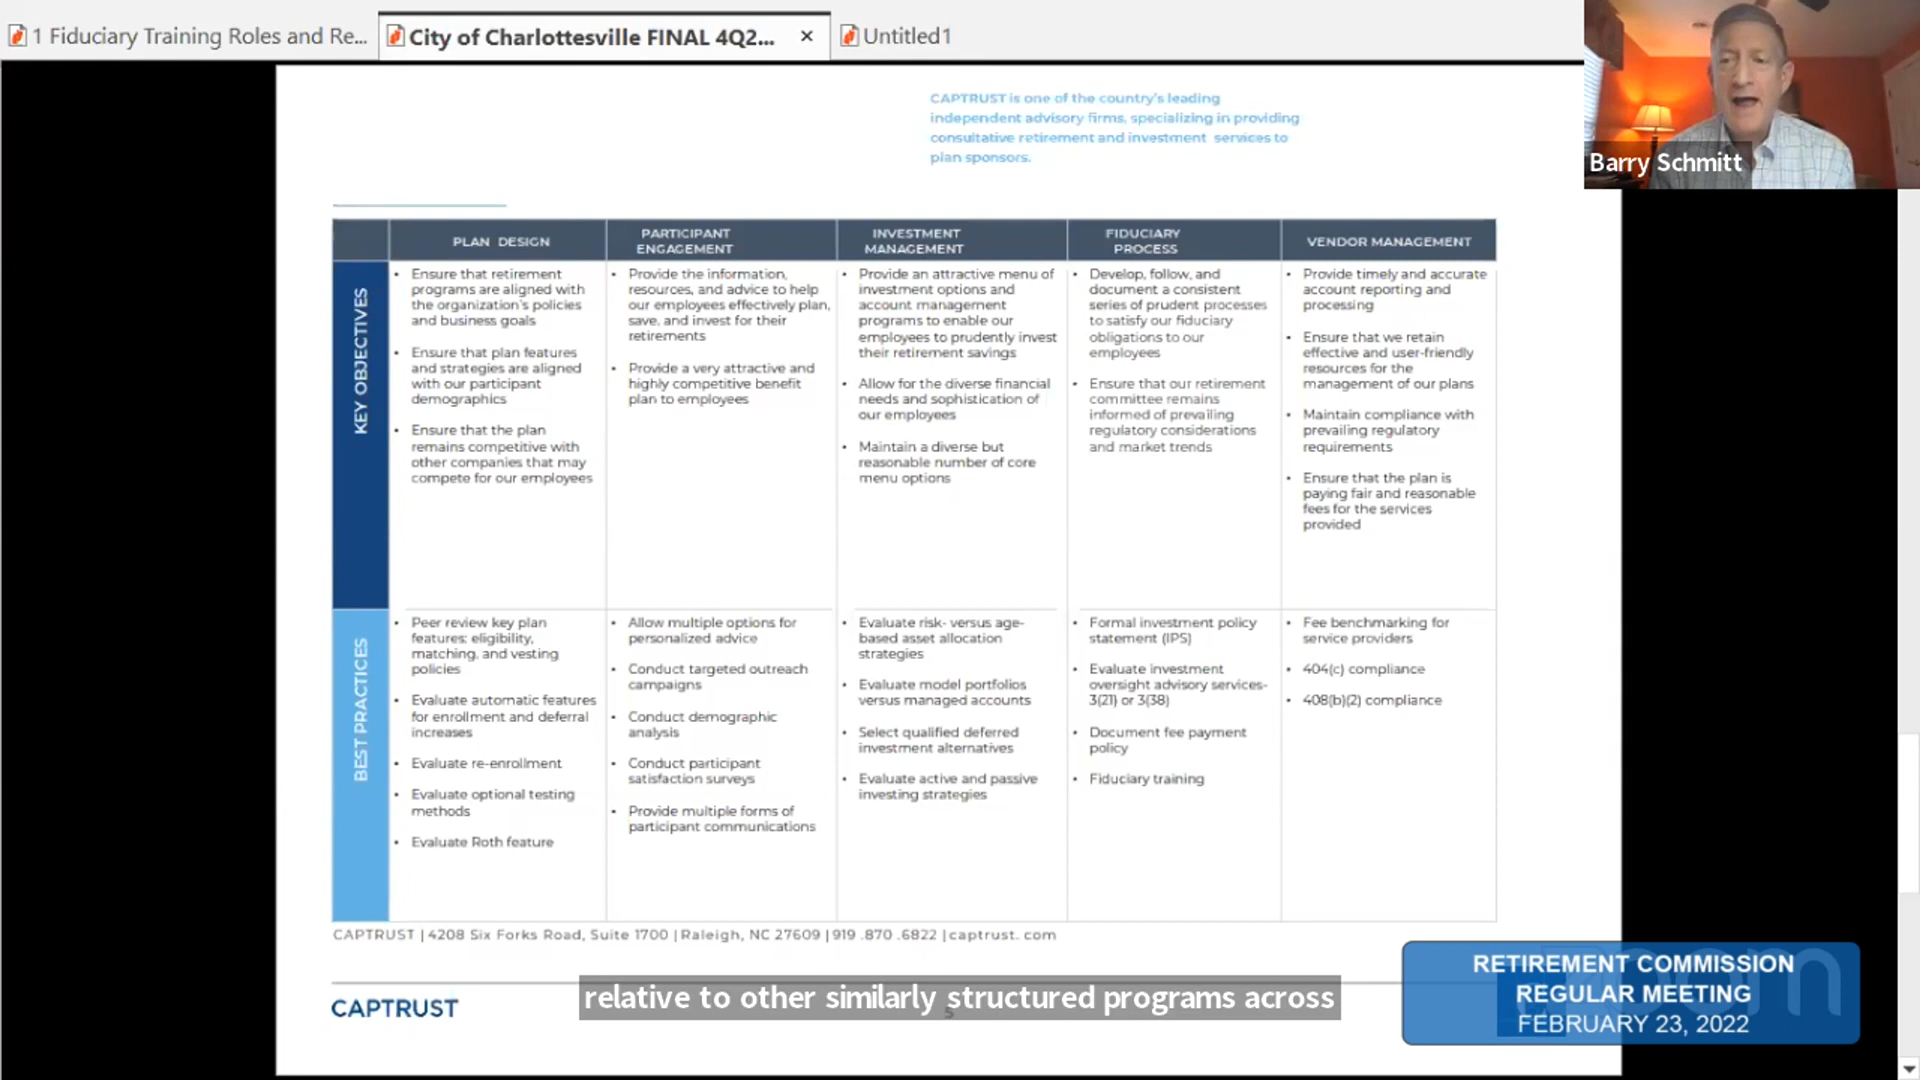 1 Fiduciary Training Roles and Re...
City of Charlottesville FINAL 4Q2...
Untitled1
CAPTRUST is one of the country's leading
independent advisory firms, specializing in providing
consultative retirement and investment services to
plan sponsors.
Barry Schmitt
PLAN DESIGN
PARTICIPANT
ENGAGEMENT
INVESTMENT
MANAGEMENT
FIDUCIARY
PROCESS
VENDOR MANAGEMENT
KEY OBJECTIVES
• Ensure that retirement
programs are aligned with
the organization's policies
and business goals
• Ensure that plan features
and strategies are aligned
with our participant
demographics
• Ensure that the plan
remains competitive with
other companies that may
compete for our employees
• Provide the information,
resources, and advice to help
our employees effectively plan,
save, and invest for their
retirements
• Provide a very attractive and
highly competitive benefit
plan to employees
• Provide an attractive menu of
investment options and
account management
programs to enable our
employees to prudently invest
their retirement savings
• Allow for the diverse financial
needs and sophistication of
our employees
• Maintain a diverse but
reasonable number of core
menu options
• Develop, follow, and
document a consistent
series of prudent processes
to satisfy our fiduciary
obligations to our
employees
• Ensure that our retirement
committee remains
informed of prevailing
regulatory considerations
and market trends
• Provide timely and accurate
account reporting and
processing
• Ensure that we retain
effective and user-friendly
resources for the
management of our plans
• Maintain compliance with
prevailing regulatory
requirements
• Ensure that the plan is
paying fair and reasonable
fees for the services
provided
BEST PRACTICES
• Peer review key plan
features: eligibility,
matching, and vesting
policies
• Evaluate automatic features
for enrollment and deferral
increases
• Evaluate re-enrollment
• Evaluate optional testing
methods
• Evaluate Roth feature
• Allow multiple options for
personalized advice
• Conduct targeted outreach
campaigns
• Conduct demographic
analysis
• Conduct participant
satisfaction surveys
• Provide multiple forms of
participant communications
• Evaluate risk- versus age-
based asset allocation
strategies
• Evaluate model portfolios
versus managed accounts
• Select qualified deferred
investment alternatives
• Evaluate active and passive
investing strategies
• Formal investment policy
statement (IPS)
• Evaluate investment
oversight advisory services-
3(21) or 3(38)
• Document fee payment
policy
• Fiduciary training
• Fee benchmarking for
service providers
• 404(c) compliance
• 408(b)(2) compliance
CAPTRUST | 4208 Six Forks Road, Suite 1700 | Raleigh, NC 27609 | 919 .870 .6822 | captrust. com
CAPTRUST
relative to other similarly structured programs across
RETIREMENT COMMISSION
REGULAR MEETING
FEBRUARY 23, 2022